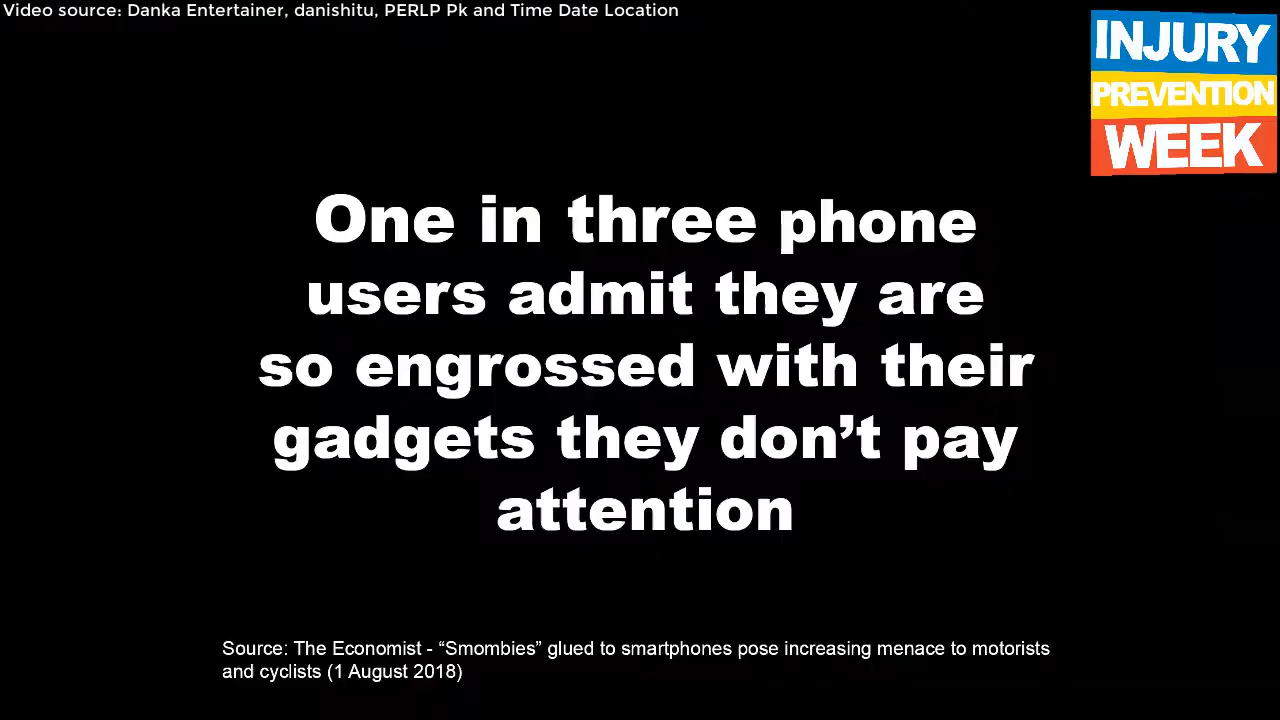 Video source: Danka Entertainer, danishitu, PERLP Pk and Time Date Location
INJURY
PREVENTION
WEEK
One in three phone
users admit they are
so engrossed with their
gadgets they don’t pay
attention
Source: The Economist - “Smombies” glued to smartphones pose increasing menace to motorists
and cyclists (1 August 2018)